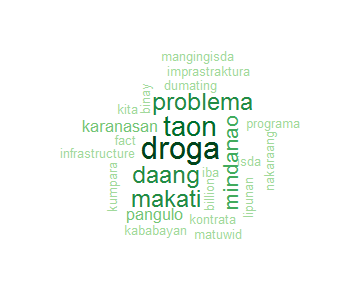 mangingisda
imprastraktura
dumating
binay
kita
problema
karanasan
taon
programa
fact
droga
mindanao
nakaraang
infrastructure
sda
kumpara
daang
iba
billion
makati
lipunan
pangulo
kontrata
kababayan
matuwid